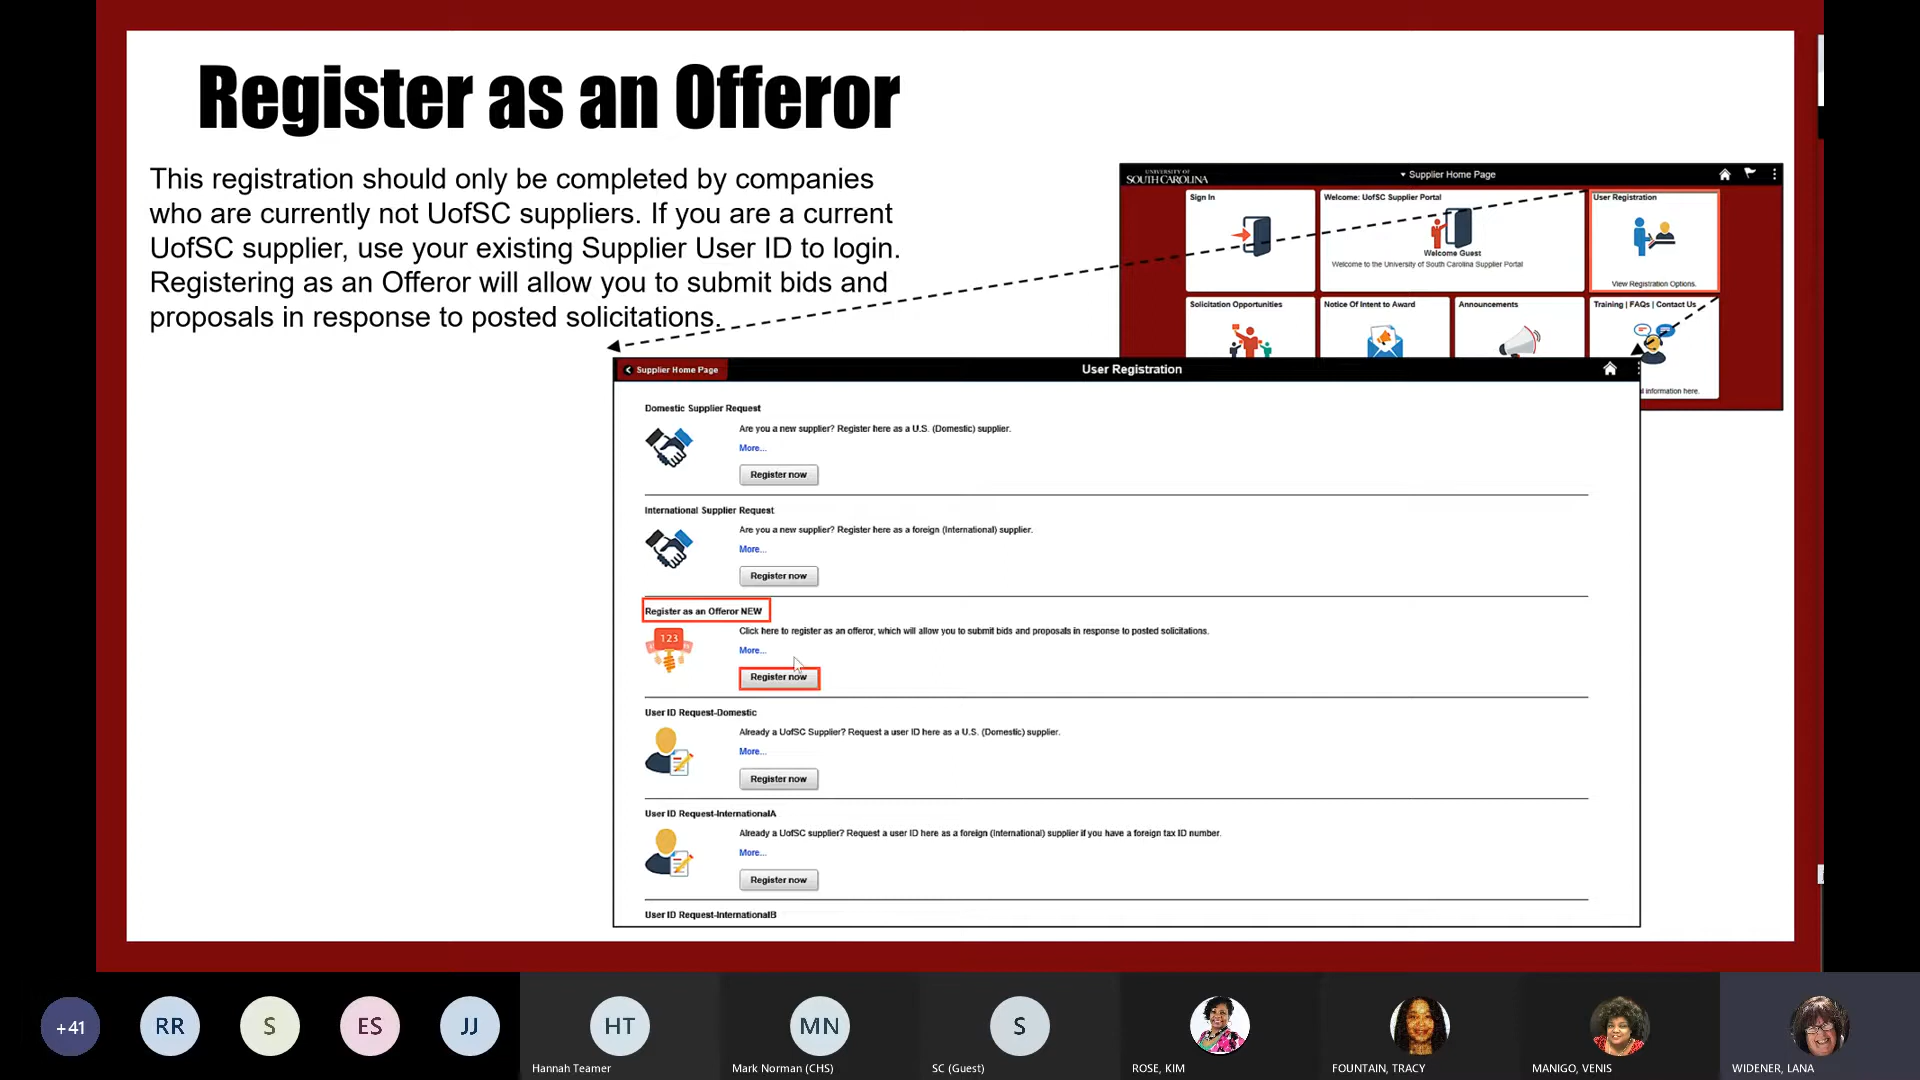 Register as an Offeror
This registration should only be completed by companies
who are currently not UofSC suppliers. If you are a current
UofSC supplier, use your existing Supplier User ID to login.
Registering as an Offeror will allow you to submit bids and
proposals in response to posted solicitations.
UNIVERSITY OF
SOUTH CAROLINA
Supplier Home Page
Sign In
Welcome: UofSC Supplier Portal
Welcome Guest
Welcome to the University of South Carolina Supplier Portal
User Registration
View Registration Options.
Solicitation Opportunities
Notice Of Intent to Award
Announcements
Training | FAQs | Contact Us
information here.
Supplier Home Page
User Registration
Domestic Supplier Request
Are you a new supplier? Register here as a U.S. (Domestic) supplier.
More...
Register now
International Supplier Request
Are you a new supplier? Register here as a foreign (International) supplier.
More...
Register now
Register as an Offeror NEW
123
Click here to register as an offeror, which will allow you to submit bids and proposals in response to posted solicitations.
More...
Register now
User ID Request-Domestic
Already a UofSC Supplier? Request a user ID here as a U.S. (Domestic) supplier.
More...
Register now
User ID Request-InternationalA
Already a UofSC supplier? Request a user ID here as a foreign (International) supplier if you have a foreign tax ID number.
More...
Register now
User ID Request-InternationalB
+41
RR
S
ES
JJ
HT
Hannah Teamer
MN
Mark Norman (CHS)
S
SC (Guest)
ROSE, KIM
FOUNTAIN, TRACY
MANIGO, VENIS
WIDENER, LANA